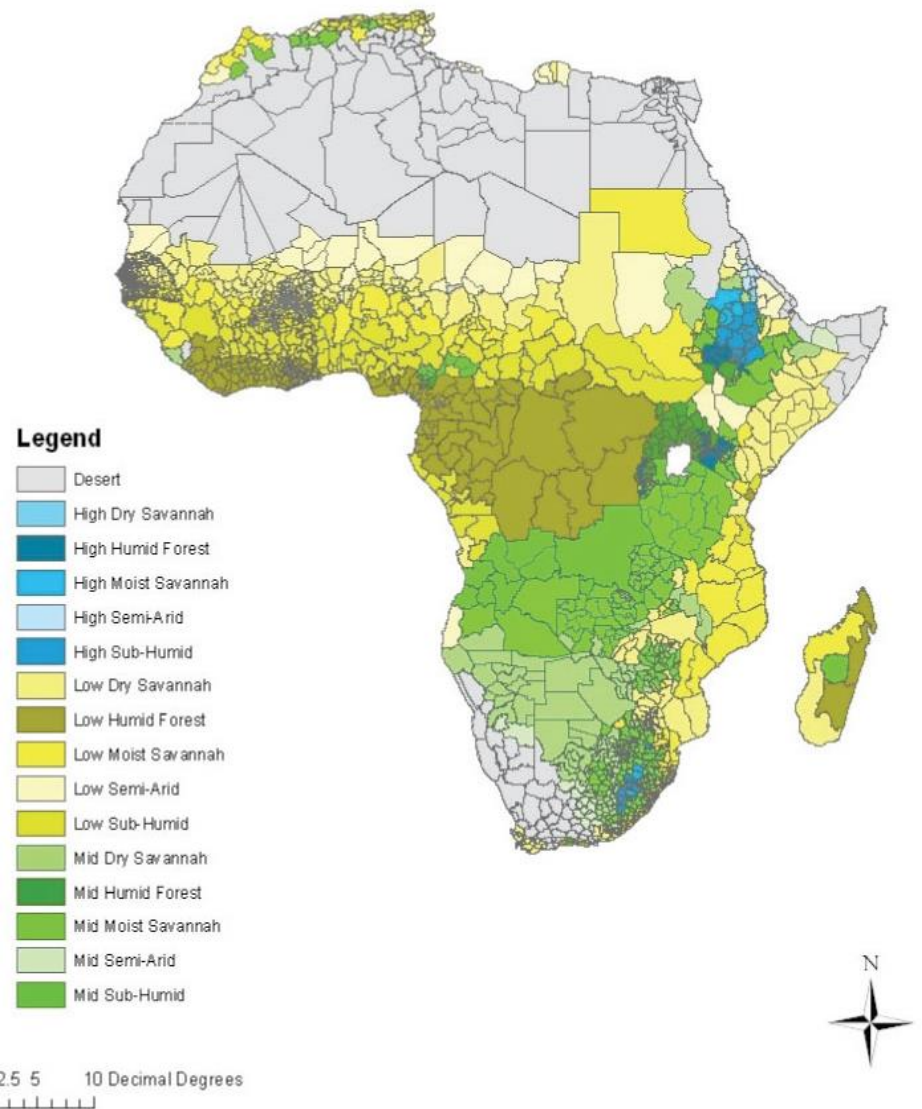 Legend
Desert
High Dry Savannah
High Humid Forest
High Moist Savannah
High Semi-Arid
High Sub-Humid
Low Dry Savannah
Low Humid Forest
Low Moist Savannah
Low Semi-Arid
Low Sub-Humid
Mid Dry Savannah
Mid Humid Forest
Mid Moist Savannah
Mid Semi-Arid
Mid Sub-Humid
N
2.5 5 10 Decimal Degrees